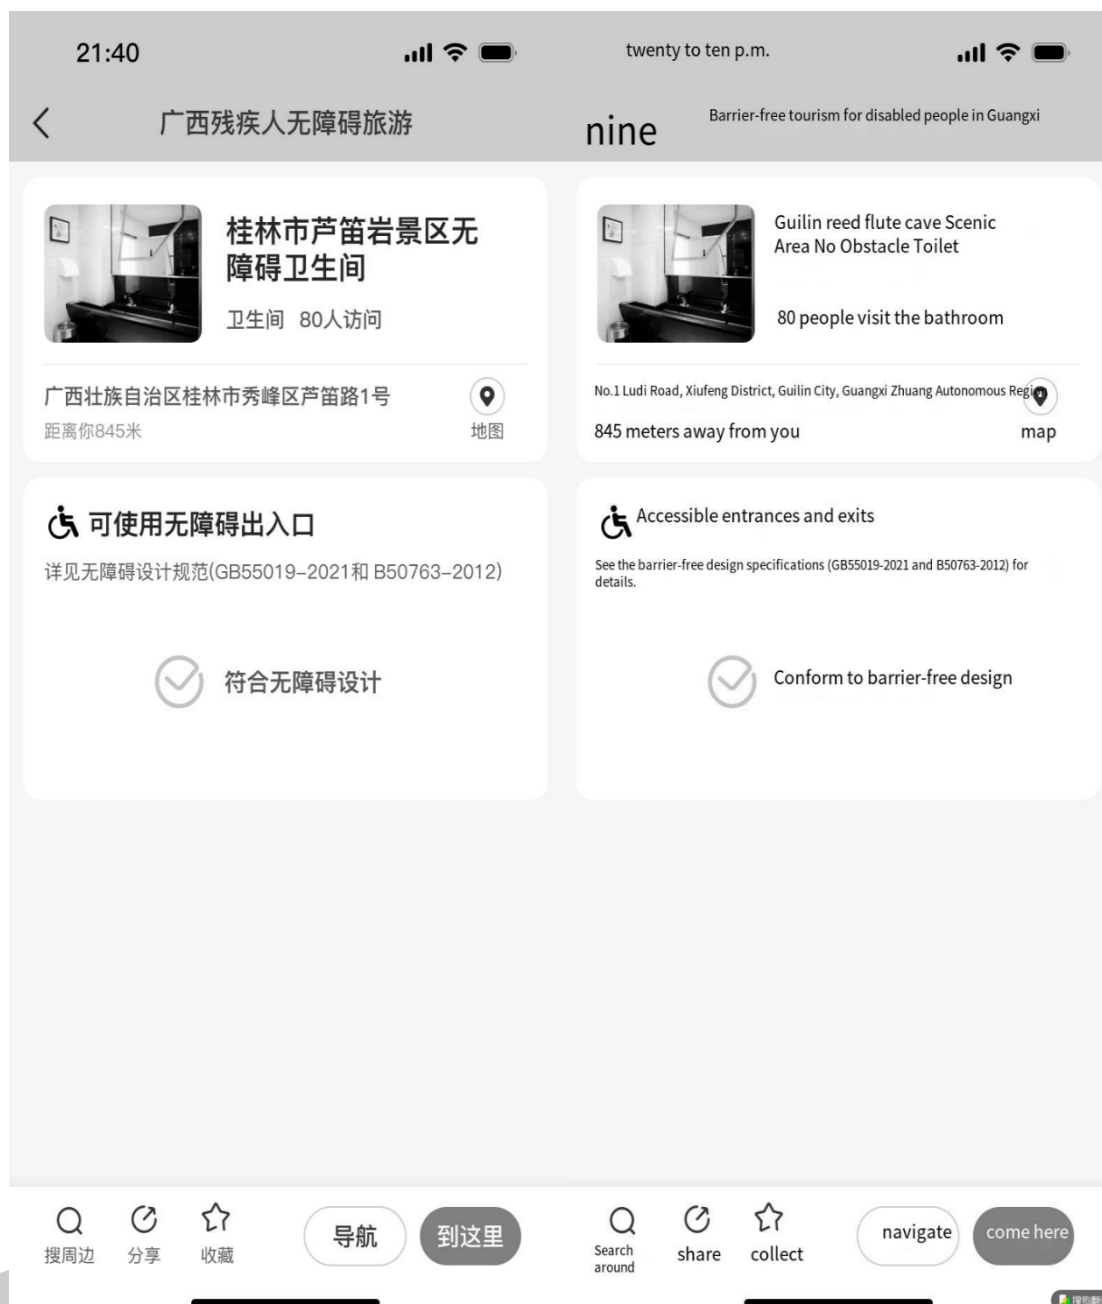 21:40
广西残疾人无障碍旅游
桂林市芦笛岩景区无
障碍卫生间
卫生间 80人访问
广西壮族自治区桂林市秀峰区芦笛路1号
距离你845米
地图
可使用无障碍出入口
详见无障碍设计规范(GB55019-2021和 B50763-2012)
符合无障碍设计
搜周边
分享
收藏
导航
到这里
twenty to ten p.m.
nine
Barrier-free tourism for disabled people in Guangxi
Guilin reed flute cave Scenic
Area No Obstacle Toilet
80 people visit the bathroom
No.1 Ludi Road, Xiufeng District, Guilin City, Guangxi Zhuang Autonomous Region
845 meters away from you
map
Accessible entrances and exits
See the barrier-free design specifications (GB55019-2021 and B50763-2012) for
details.
Conform to barrier-free design
Search
around
share
collect
navigate
come here